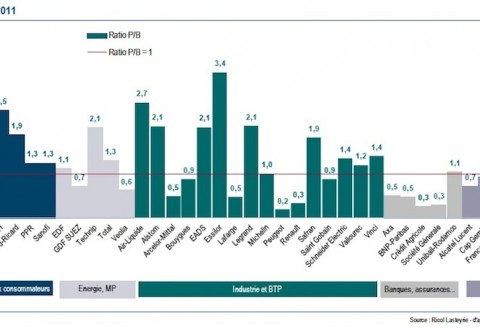 2011
Ratio P/B
Ratio P/B = 1
,5
1,9
1,3
1,3
1,1
0,7
2,1
1,3
0,6
2,7
2,1
0,5
0,9
2,1
3,4
0,5
2,1
1,0
0,2
0,3
1,9
0,9
1,4
1,2
1,4
0,5
0,5
0,3
0,3
1,1
0,7
d-Ricard
PPR
Sanofi
EDF
GDF SUEZ
Technip
Total
Veolia
Air-Liquide
Alstom
Arcelor-Mittal
Bouygues
EADS
Essilor
Lafarge
Legrand
Michelin
Peugeot
Renault
Safran
Saint Gobain
Schneider Electric
Vallourec
Vinci
Axa
BNP-Paribas
Crédit Agricole
Société Générale
Unibail-Rodamco
Alcatel Lucent
Cap Gem
France
x consommateurs
Energie, MP
Industrie et BTP
Banques, assurances...
Source : Ricol Lasteyrie - d'a